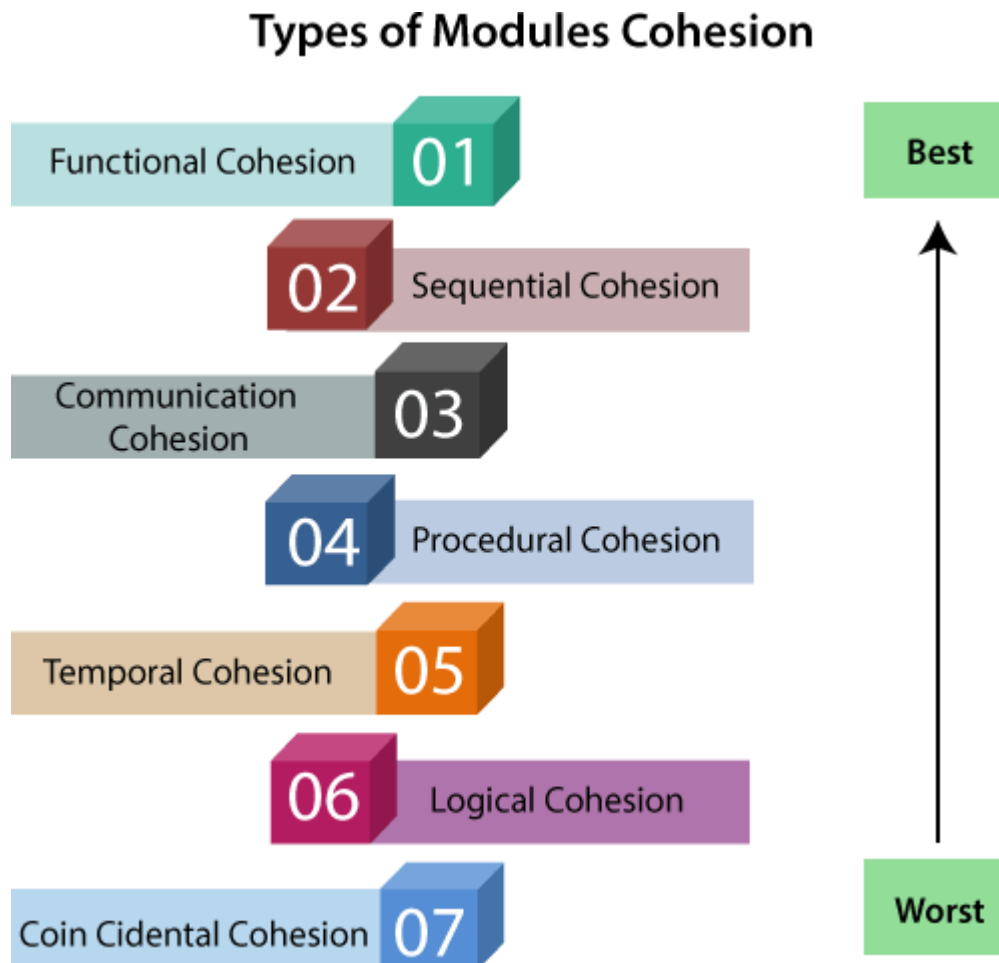 Types of Modules Cohesion
Functional Cohesion 01
Best
02 Sequential Cohesion
Communication
Cohesion
03
04 Procedural Cohesion
Temporal Cohesion 05
06 Logical Cohesion
Coin Cidental Cohesion 07
Worst